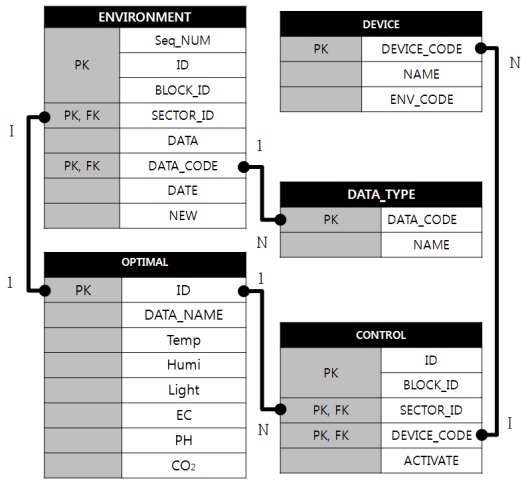 ENVIRONMENT
PK
Seq_NUM
ID
BLOCK_ID
PK, FK SECTOR_ID
DATA
PK, FK DATA_CODE
DATE
NEW
DEVICE
PK DEVICE_CODE
NAME
ENV_CODE
DATA_TYPE
PK DATA_CODE
NAME
OPTIMAL
PK ID
DATA_NAME
Temp
Humi
Light
EC
PH
CO2
CONTROL
PK
ID
BLOCK_ID
PK, FK SECTOR_ID
PK, FK DEVICE_CODE
ACTIVATE
I
1
1
N
1
N
N
I